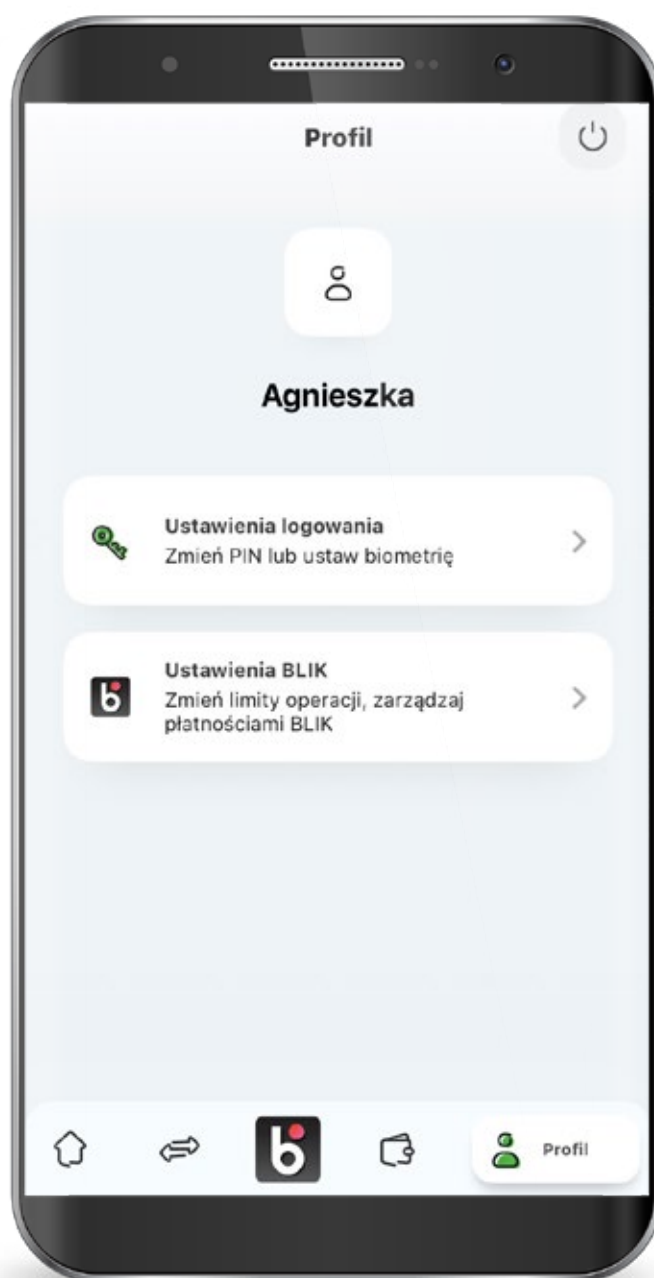 Profil
Agnieszka
Ustawienia logowania
Zmień PIN lub ustaw biometrię
Ustawienia BLIK
Zmień limity operacji, zarządzaj
płatnościami BLIK
Profil